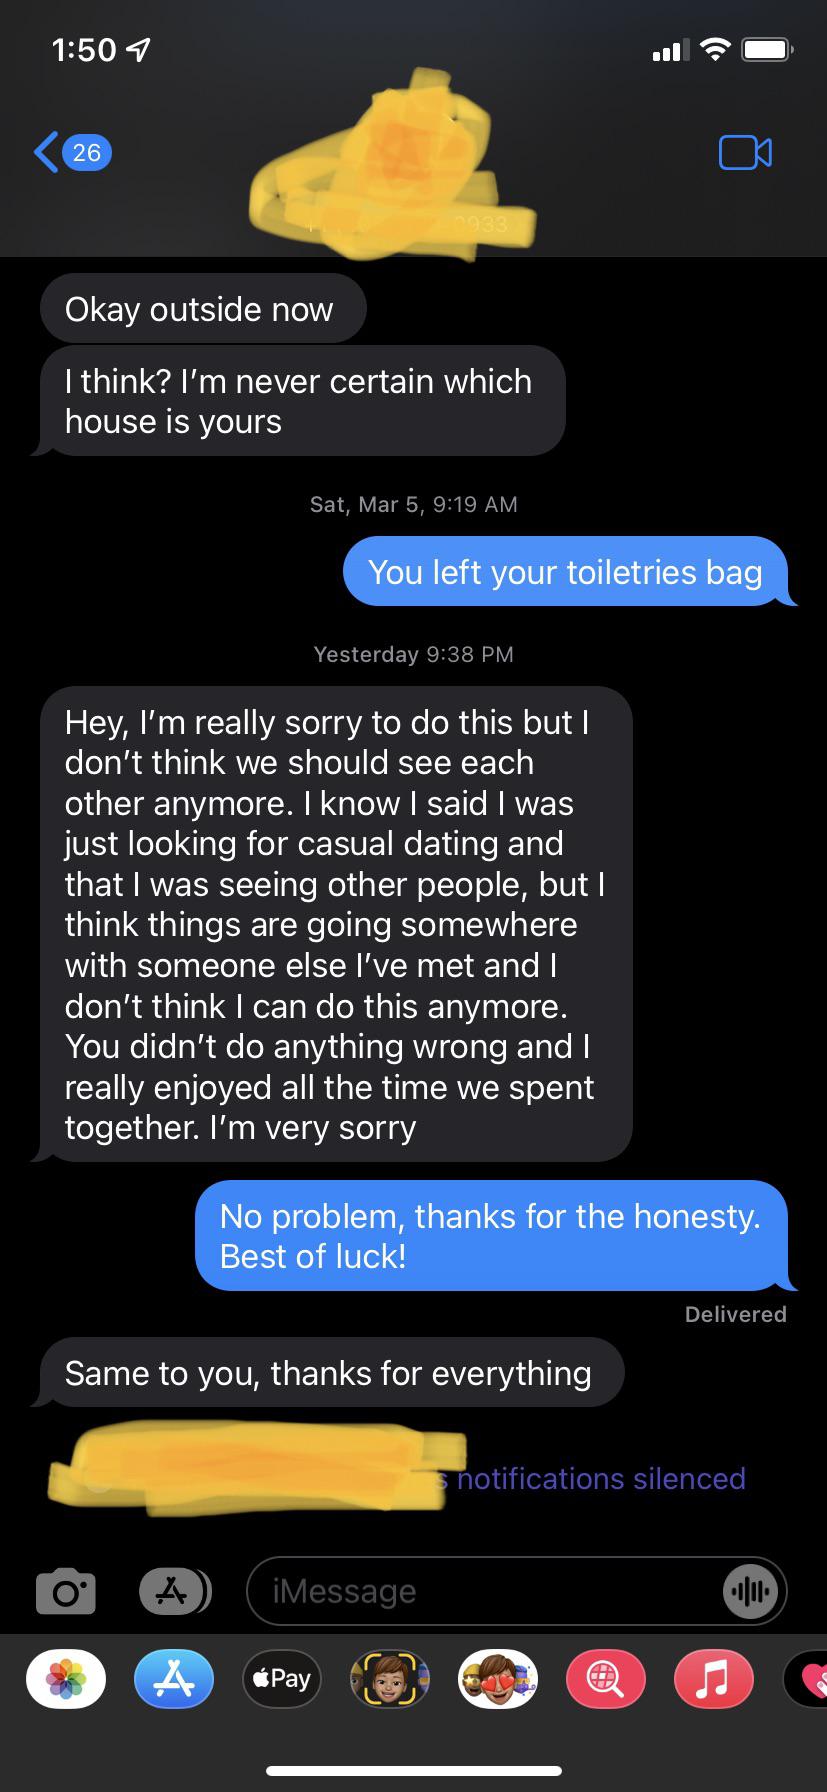 1:50
26
0933
Okay outside now
I think? I'm never certain which
house is yours
Sat, Mar 5, 9:19 AM
You left your toiletries bag
Yesterday 9:38 PM
Hey, I'm really sorry to do this but I
don't think we should see each
other anymore. I know I said I was
just looking for casual dating and
that I was seeing other people, but I
think things are going somewhere
with someone else I've met and I
don't think I can do this anymore.
You didn't do anything wrong and I
really enjoyed all the time we spent
together. I'm very sorry
No problem, thanks for the honesty.
Best of luck!
Delivered
Same to you, thanks for everything
s notifications silenced
iMessage
Pay